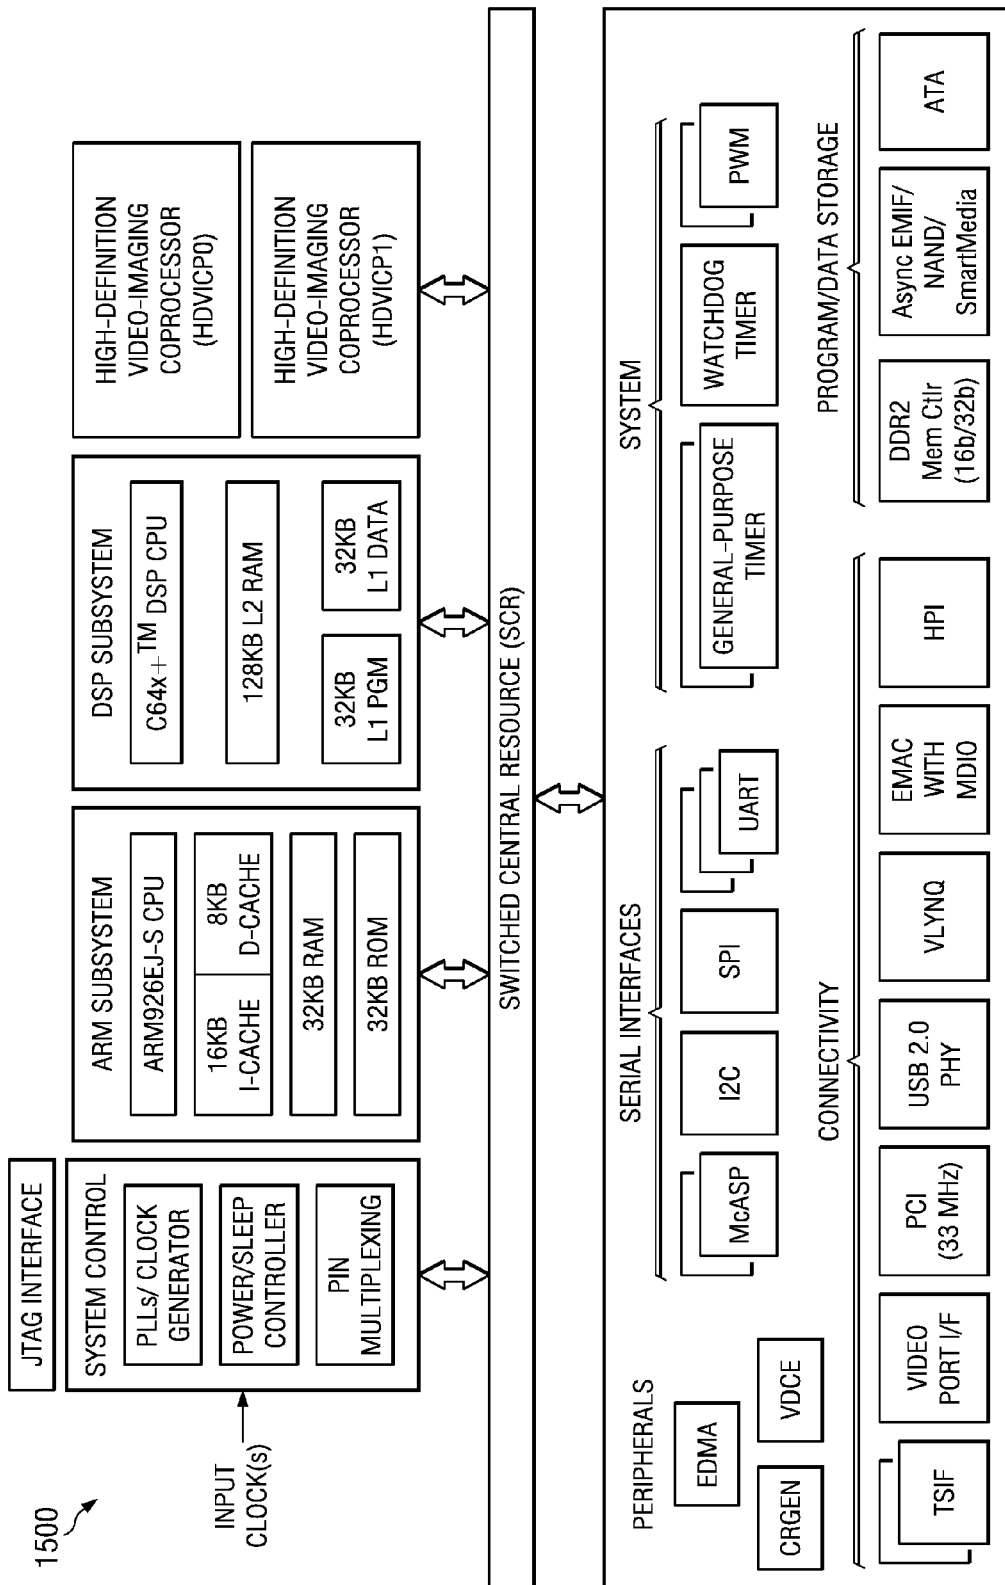 1500
INPUT
CLOCK(s)
JTAG INTERFACE
SYSTEM CONTROL
PLLs/ CLOCK
GENERATOR
POWER/SLEEP
CONTROLLER
PIN
MULTIPLEXING
ARM SUBSYSTEM
ARM926EJ-S CPU
16KB
I-CACHE
8KB
D-CACHE
32KB RAM
32KB ROM
DSP SUBSYSTEM
C64x+™ DSP CPU
128KB L2 RAM
32KB
L1 PGM
32KB
L1 DATA
HIGH-DEFINITION
VIDEO-IMAGING
COPROCESSOR
(HDVICP0)
HIGH-DEFINITION
VIDEO-IMAGING
COPROCESSOR
(HDVICP1)
SWITCHED CENTRAL RESOURCE (SCR)
PERIPHERALS
EDMA
CRGEN
VDCE
SERIAL INTERFACES
McASP
I2C
SPI
UART
SYSTEM
GENERAL-PURPOSE
TIMER
WATCHDOG
TIMER
PWM
CONNECTIVITY
TSIF
VIDEO
PORT I/F
PCI
(33 MHz)
USB 2.0
PHY
VLYNQ
EMAC
WITH
MDIO
HPI
PROGRAM/DATA STORAGE
DDR2
Mem Ctlr
(16b/32b)
Async EMIF/
NAND/
SmartMedia
ATA